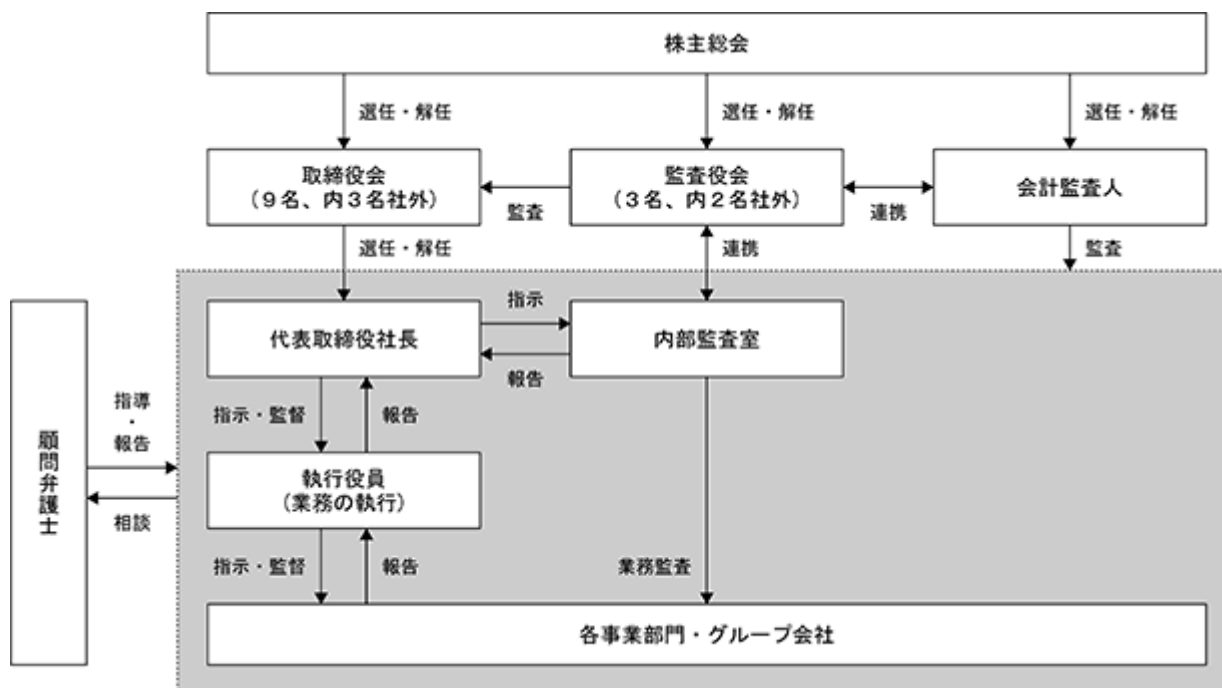 株主総会
選任・解任
選任・解任
選任・解任
取締役会
(９名、内３名社外)
監査
監査役会
(３名、内２名社外)
連携
会計監査人
選任・解任
連携
監査
代表取締役社長
指示
報告
内部監査室
指示・監督
報告
指導
・
報告
相談
顧問弁護士
執行役員
(業務の執行)
指示・監督
報告
業務監査
各事業部門・グループ会社